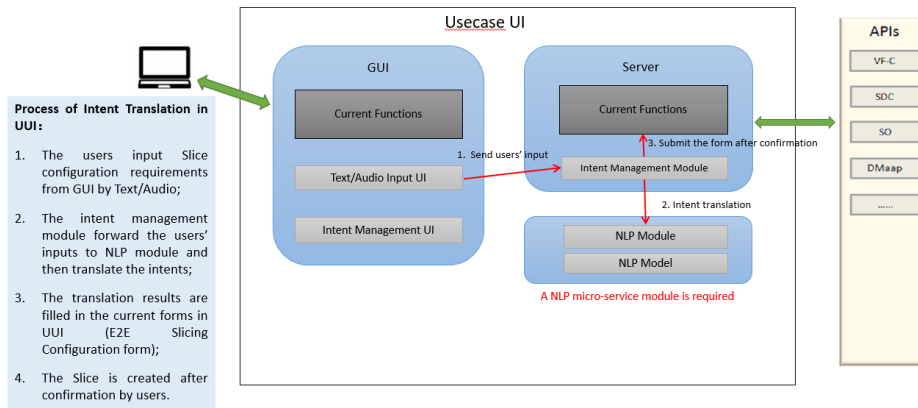 Usecase UI
APIs
VF-C
SDC
SO
DMaap
......
GUI
Current Functions
Text/Audio Input UI
Intent Management UI
1. Send users' input
Server
Current Functions
3. Submit the form after confirmation
Intent Management Module
2. Intent translation
NLP Module
NLP Model
A NLP micro-service module is required
Process of Intent Translation in
UUI：
1. The users input Slice
configuration requirements
from GUI by Text/Audio;
2. The intent management
module forward the users'
inputs to NLP module and
then translate the intents;
3. The translation results are
filled in the current forms in
UUI (E2E Slicing
Configuration form);
4. The Slice is created after
confirmation by users.